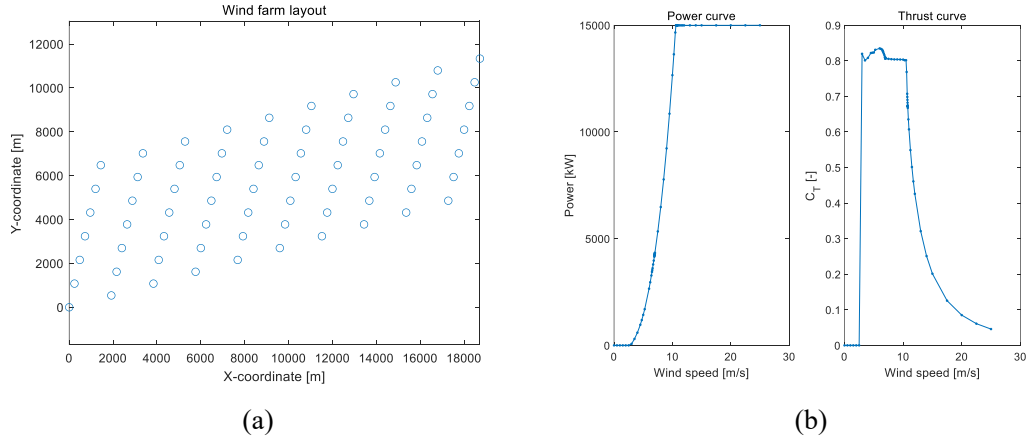 Wind farm layout
12000
10000
8000
6000
4000
2000
0
Y-coordinate [m]
0 2000 4000 6000 8000 10000 12000 14000 16000 18000
X-coordinate [m]
(a)
Power curve
15000
10000
5000
0
Power [kW]
0 10 20 30
Wind speed [m/s]
Thrust curve
0.9
0.8
0.7
0.6
0.5
0.4
0.3
0.2
0.1
0
C_T [-]
0 10 20 30
Wind speed [m/s]
(b)